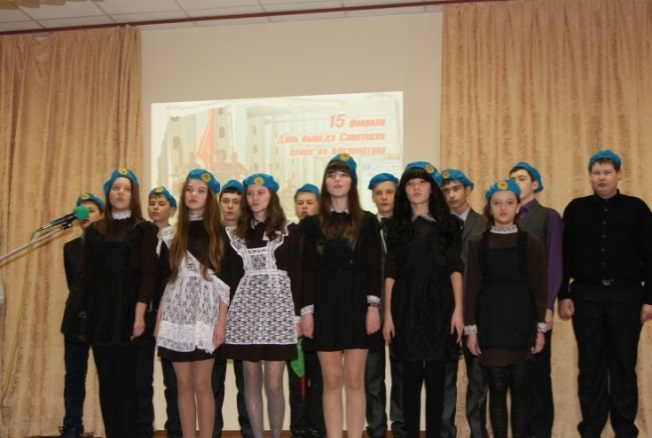 15 февраля
День вывода Советских
войск из Афганистана